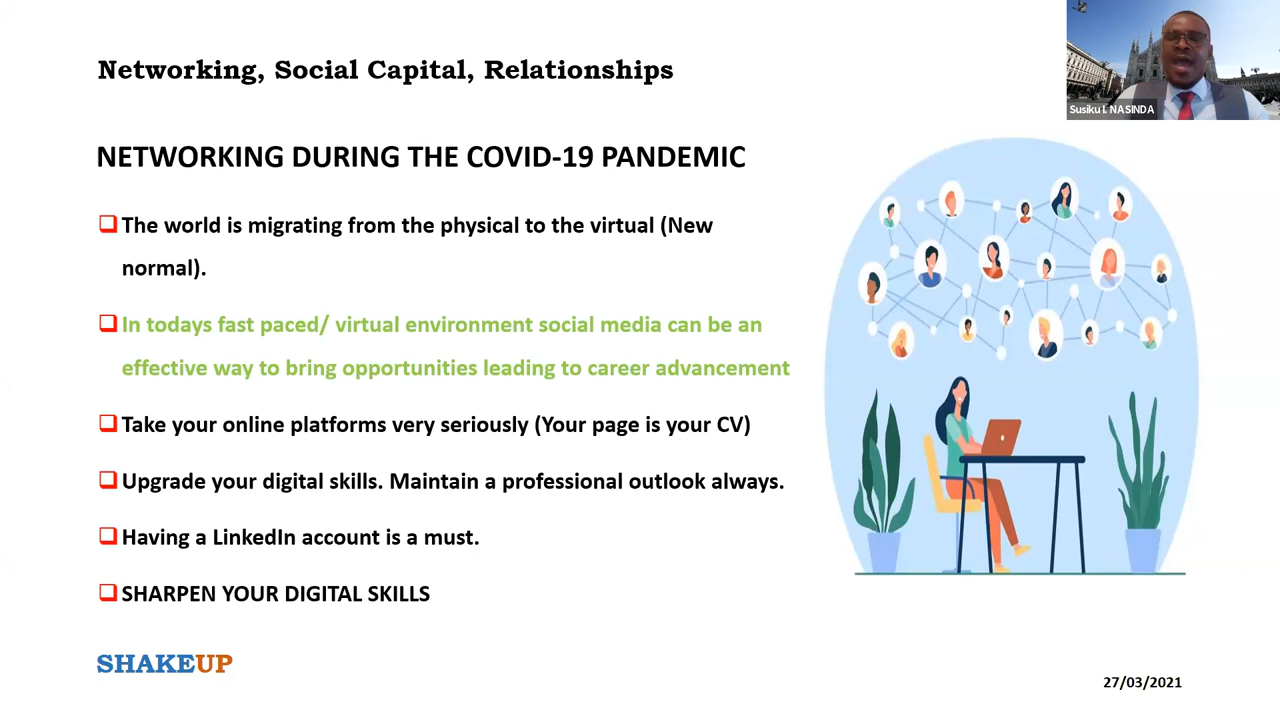 Networking, Social Capital, Relationships
Susiku I. NASINDA
NETWORKING DURING THE COVID-19 PANDEMIC
The world is migrating from the physical to the virtual (New
normal).
In todays fast paced/ virtual environment social media can be an
effective way to bring opportunities leading to career advancement
Take your online platforms very seriously (Your page is your CV)
Upgrade your digital skills. Maintain a professional outlook always.
Having a LinkedIn account is a must.
SHARPEN YOUR DIGITAL SKILLS
SHAKEUP
27/03/2021